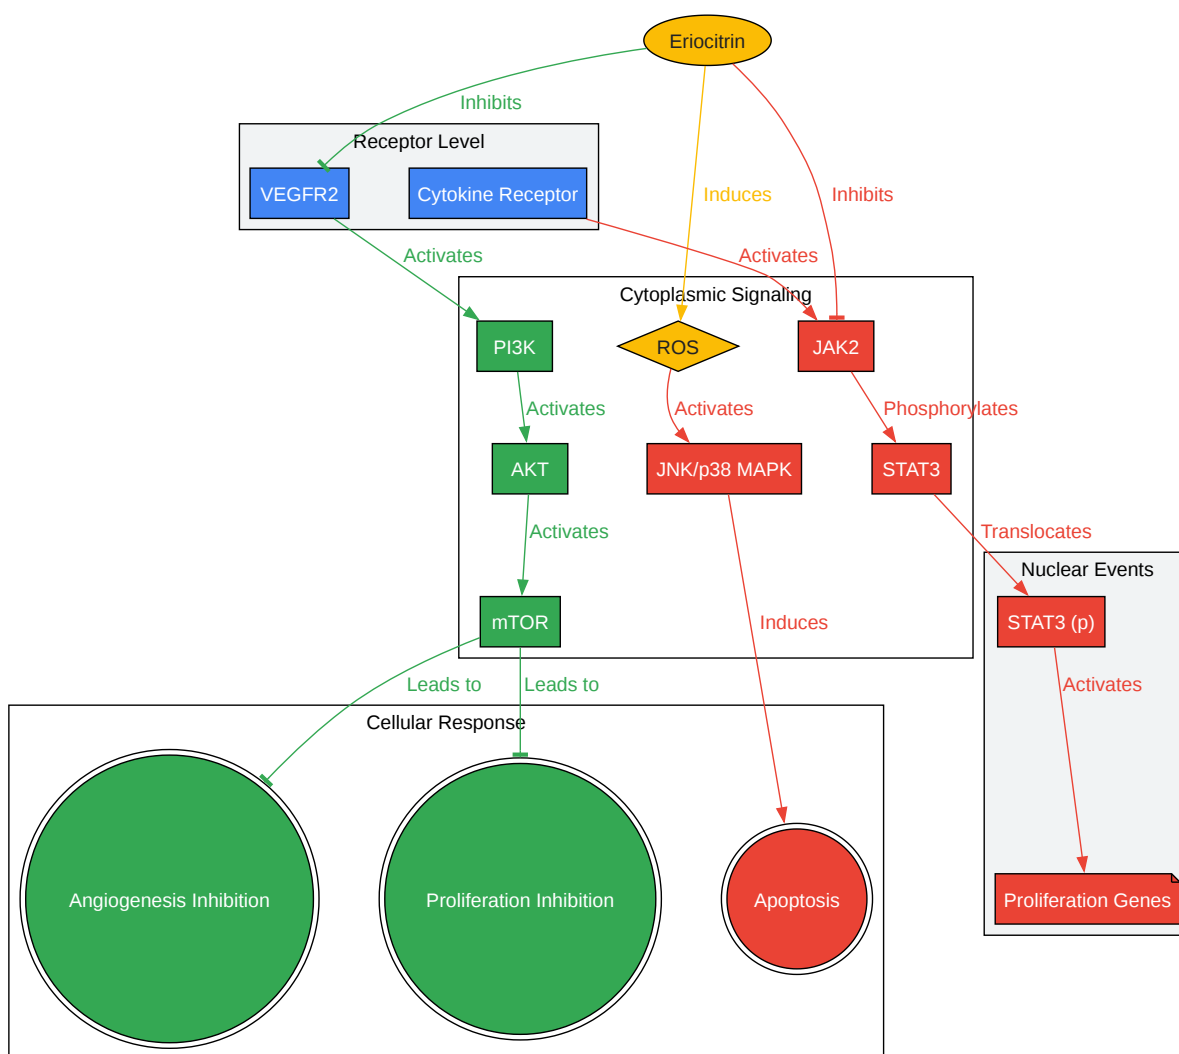 Eriocitrin
Inhibits
Receptor Level
VEGFR2
Cytokine Receptor
Induces
Inhibits
Activates
Activates
Cytoplasmic Signaling
PI3K
ROS
JAK2
Activates
Activates
Phosphorylates
AKT
JNK/p38 MAPK
STAT3
Activates
Translocates
Nuclear Events
mTOR
Induces
STAT3 (p)
Leads to
Leads to
Activates
Cellular Response
Angiogenesis Inhibition
Proliferation Inhibition
Apoptosis
Proliferation Genes